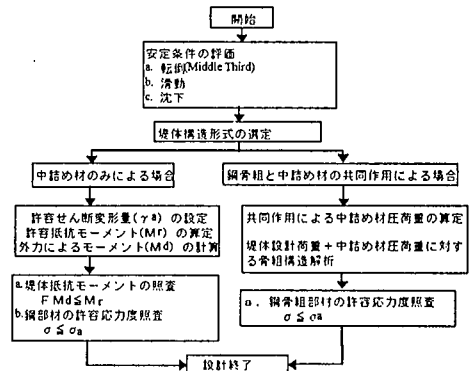 開始
安定条件の評価
a. 転倒(Middle Third)
b. 滑動
c. 沈下
堤体構造形式の選定
中詰め材のみによる場合
鋼骨組と中詰め材の共同作用による場合
許容せん断変形量(γa)の設定
許容抵抗モーメント(Mr)の算定
外力によるモーメント(Md)の計算
共同作用による中詰め材圧荷重の算定
堤体設計荷重+中詰め材圧荷重に対す
る骨組構造解析
a.堤体抵抗モーメントの照査
F Md≦Mr
b.鋼部材の許容応力度照査
σ≦σa
a. 鋼骨組部材の許容応力度照査
σ≦σa
設計終了